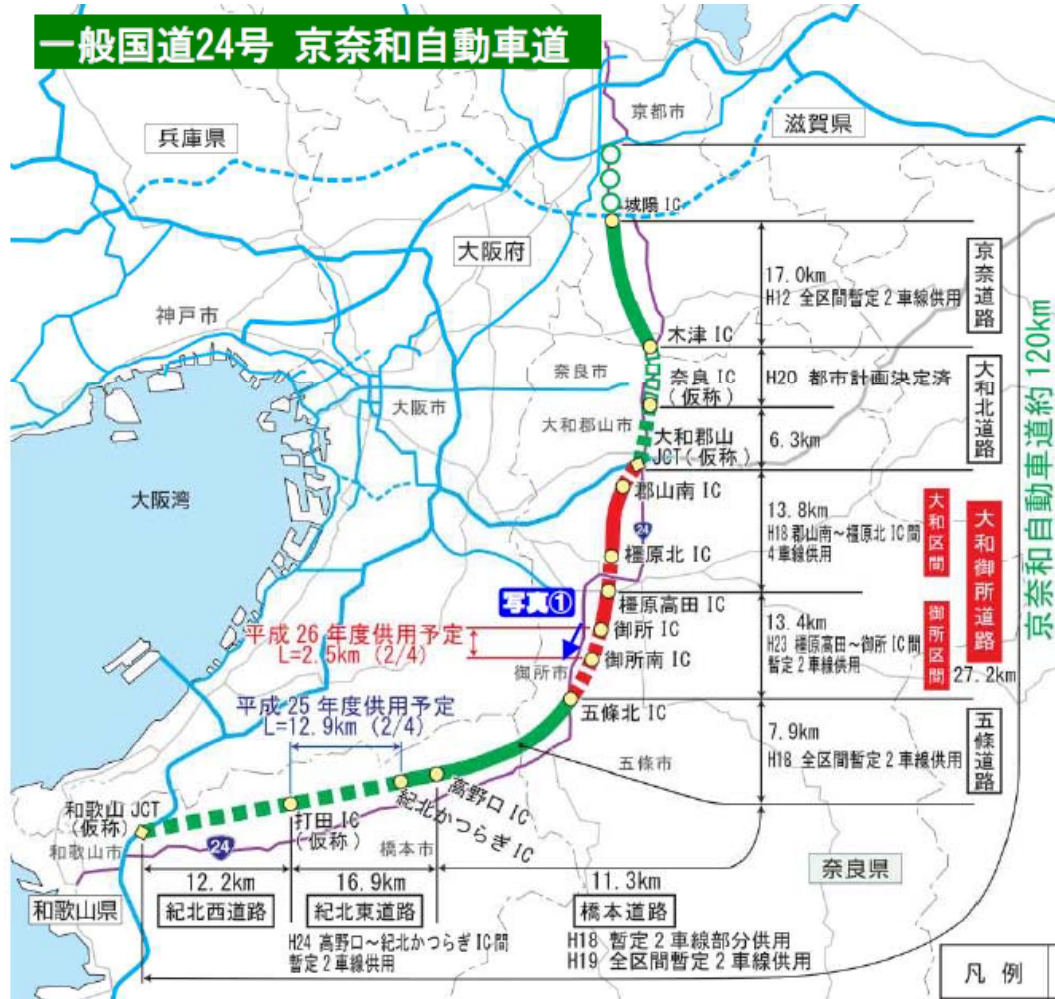 一般国道24号 京奈和自動車道
兵庫県
京都市
滋賀県
城陽 IC
大阪府
17.0km
H12 全区間暫定2車線供用
京奈道路
神戸市
木津 IC
奈良市
奈良 IC
(仮称)
H20 都市計画決定済
大和北道路
大阪市
大和郡山市
大和郡山
JCT(仮称)
6.3km
京奈和自動車道約120km
大阪湾
郡山南 IC
24
13.8km
H18 郡山南~橿原北 IC間
4車線供用
大和区間
大和御所道路
橿原北 IC
写真①
橿原高田 IC
平成 26 年度供用予定
L=2.5km (2/4)
御所 IC
13.4km
H23 橿原高田~御所 IC間
暫定2車線供用
御所区間
御所南 IC
御所市
27.2km
平成 25 年度供用予定
L=12.9km (2/4)
五條北 IC
7.9km
H18 全区間暫定2車線供用
五條道路
五條市
高野口 IC
紀北かつらぎ IC
和歌山 JCT
(仮称)
打田 IC
(仮称)
和歌山市
24
橋本市
奈良県
12.2km
16.9km
11.3km
和歌山県
紀北西道路
紀北東道路
橋本道路
H24 高野口~紀北かつらぎ IC間
暫定2車線供用
H18 暫定2車線部分供用
H19 全区間暫定2車線供用
凡 例